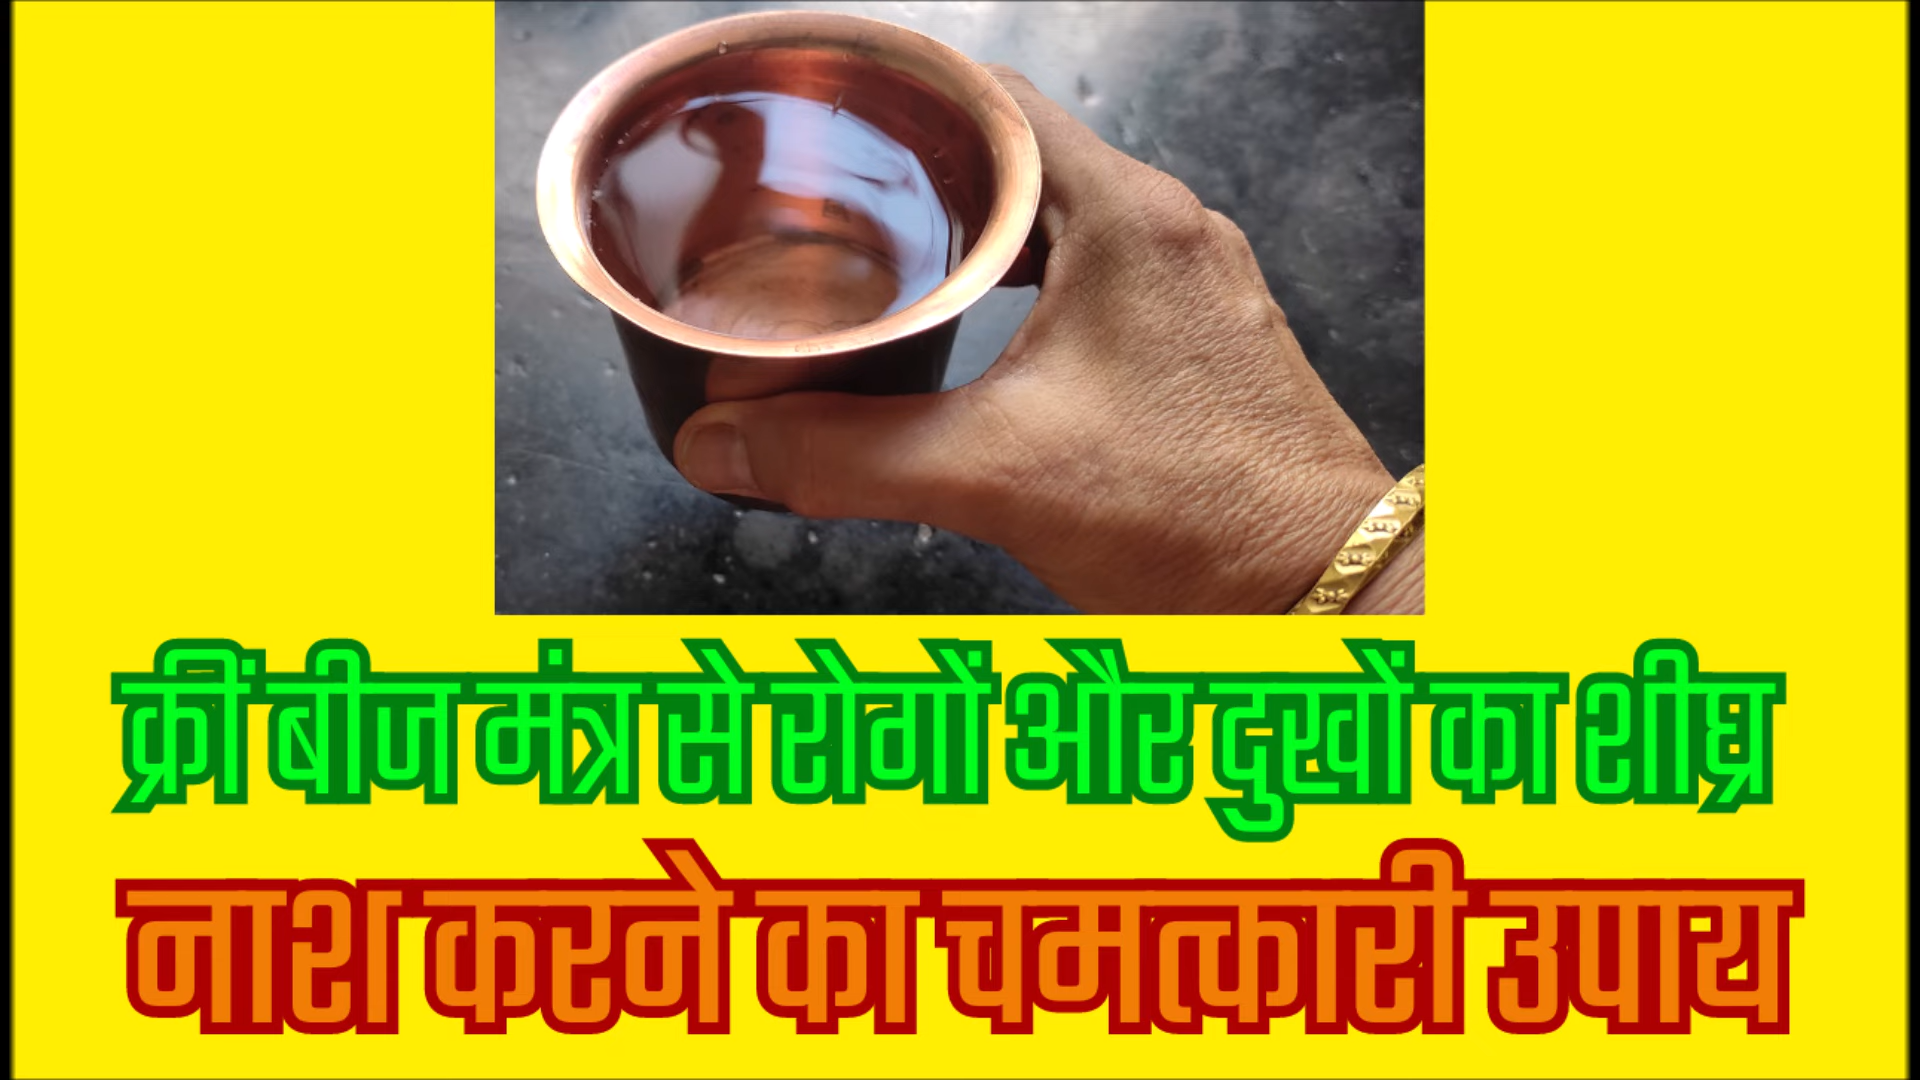 क्रीं बीज मंत्र से रोगों और दुखों का शीघ्र
नाश करने का चमत्कारी उपाय